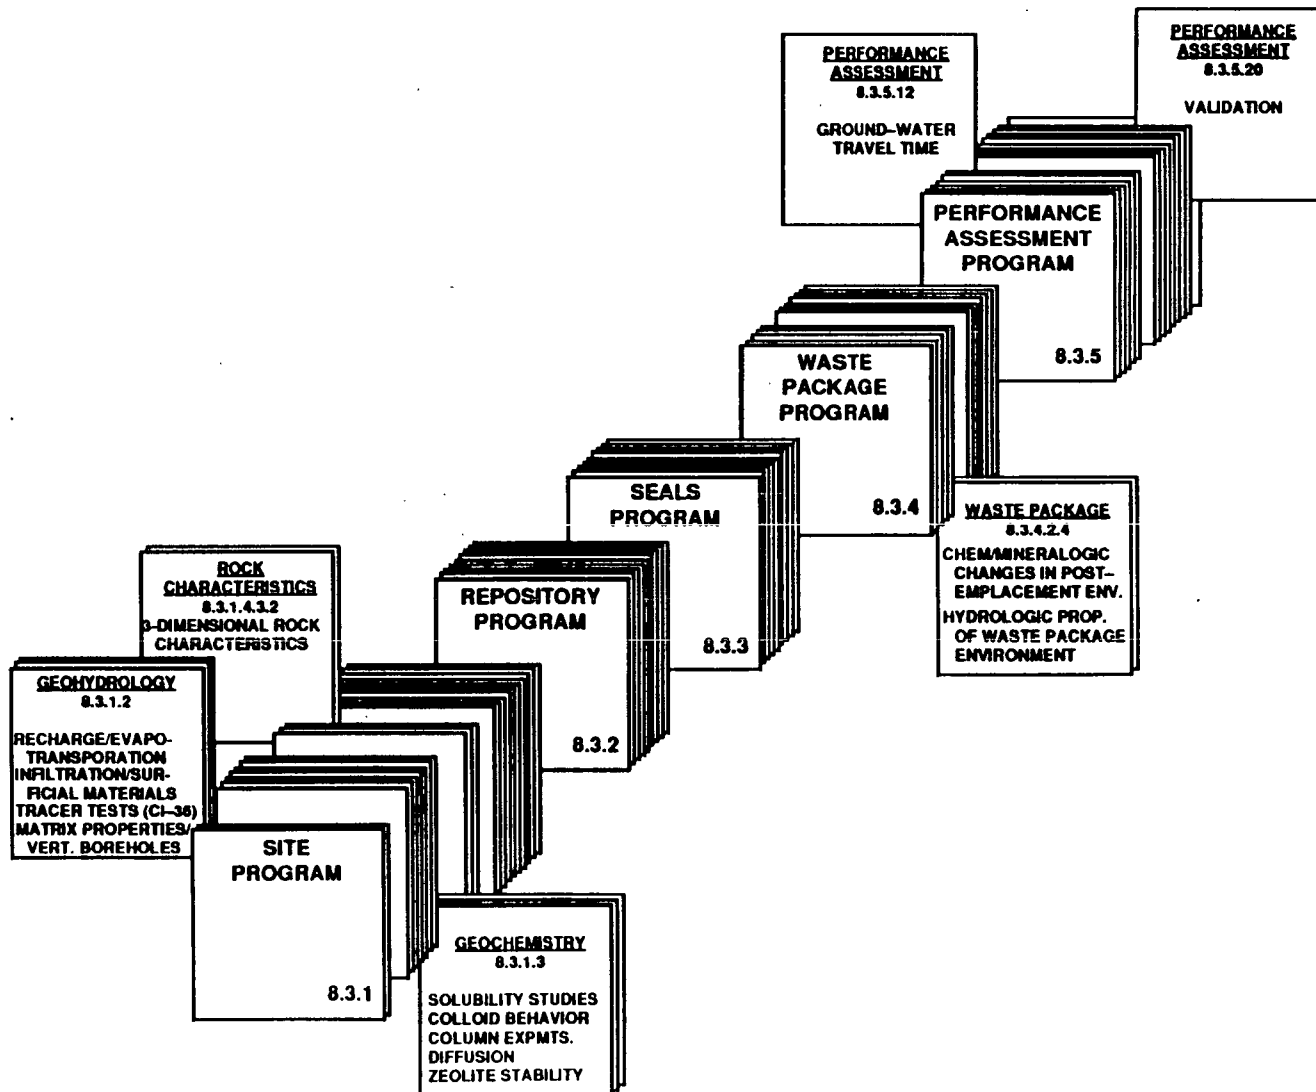 PERFORMANCE
ASSESSMENT
8.3.5.20
VALIDATION
PERFORMANCE
ASSESSMENT
8.3.5.12
GROUND-WATER
TRAVEL TIME
PERFORMANCE
ASSESSMENT
PROGRAM
8.3.5
WASTE
PACKAGE
PROGRAM
8.3.4
WASTE PACKAGE
8.3.4.2.4
CHEM/MINERALOGIC
CHANGES IN POST-
EMPLACEMENT ENV.
HYDROLOGIC PROP.
OF WASTE PACKAGE
ENVIRONMENT
SEALS
PROGRAM
8.3.3
REPOSITORY
PROGRAM
8.3.2
ROCK
CHARACTERISTICS
8.3.1.4.3.2
3-DIMENSIONAL ROCK
CHARACTERISTICS
GEOHYDROLOGY
8.3.1.2
RECHARGE/EVAPO-
TRANSPORATION
INFILTRATION/SUR-
FICIAL MATERIALS
TRACER TESTS (Cl-36)
MATRIX PROPERTIES/
VERT. BOREHOLES
SITE
PROGRAM
8.3.1
GEOCHEMISTRY
8.3.1.3
SOLUBILITY STUDIES
COLLOID BEHAVIOR
COLUMN EXPMTS.
DIFFUSION
ZEOLITE STABILITY